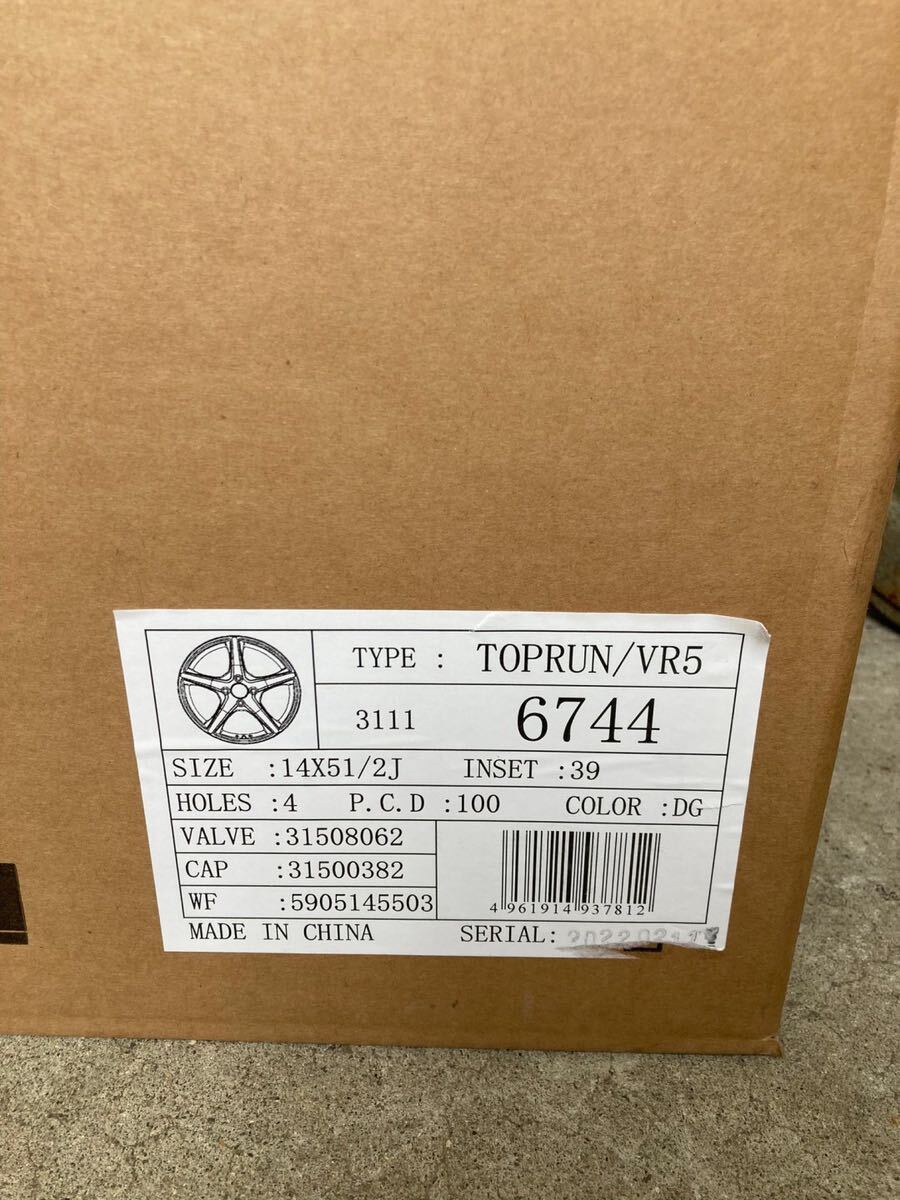 TYPE : TOPRUN/VR5
3111 6744
SIZE :14X51/2J INSET :39
HOLES :4 P.C.D :100 COLOR :DG
VALVE :31508062
CAP :31500382
WF :5905145503
4 961914 937812
MADE IN CHINA SERIAL: